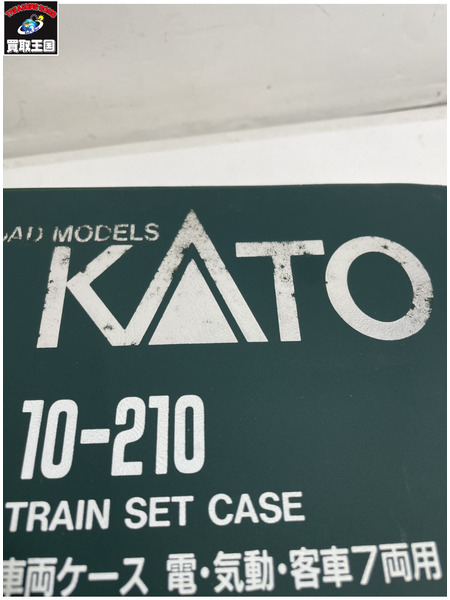 買取王国
OAD MODELS
KATO
10-210
TRAIN SET CASE
車両ケース 電・気動・客車7両用